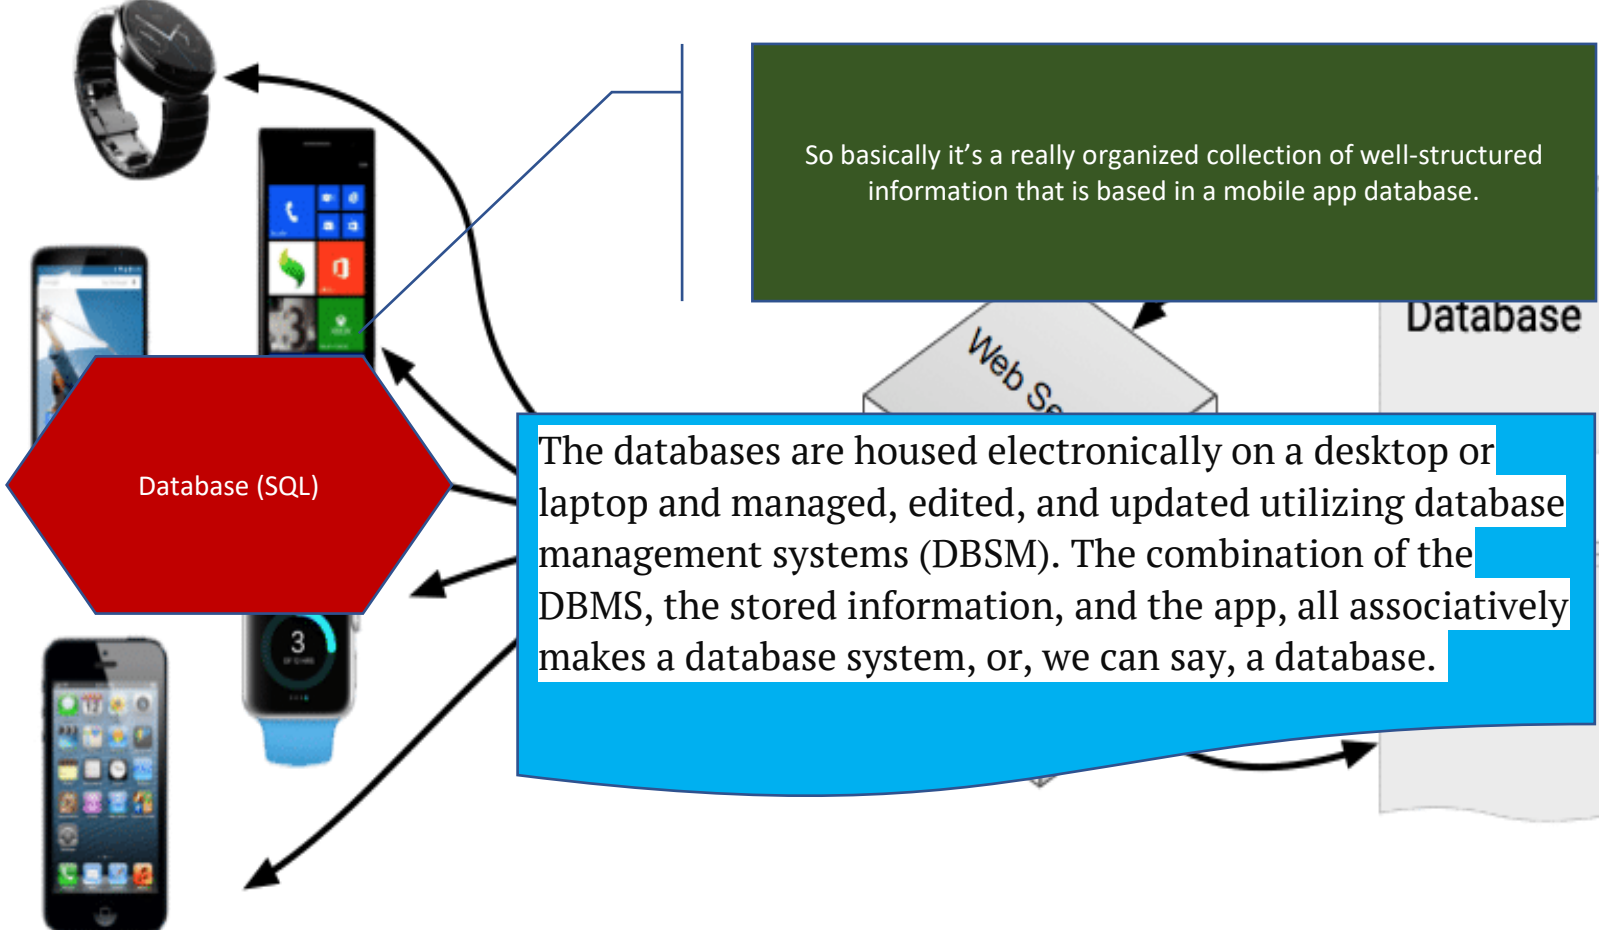 So basically it’s a really organized collection of well-structured
information that is based in a mobile app database.
Database
Web Se
Database (SQL)
The databases are housed electronically on a desktop or
laptop and managed, edited, and updated utilizing database
management systems (DBSM). The combination of the
DBMS, the stored information, and the app, all associatively
makes a database system, or, we can say, a database.
3